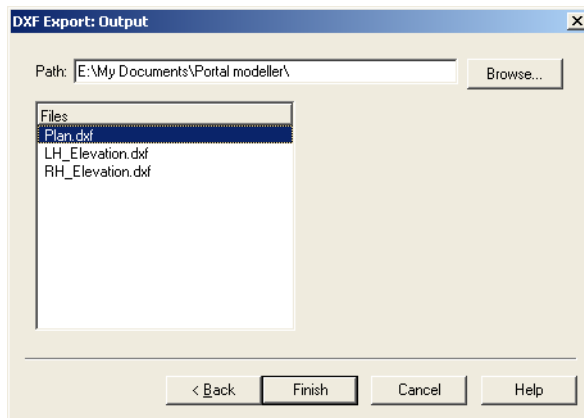 DXF Export: Output
Path: E:\My Documents\Portal modeller\
Browse...
Files
Plan.dxf
LH_Elevation.dxf
RH_Elevation.dxf
< Back Finish Cancel Help